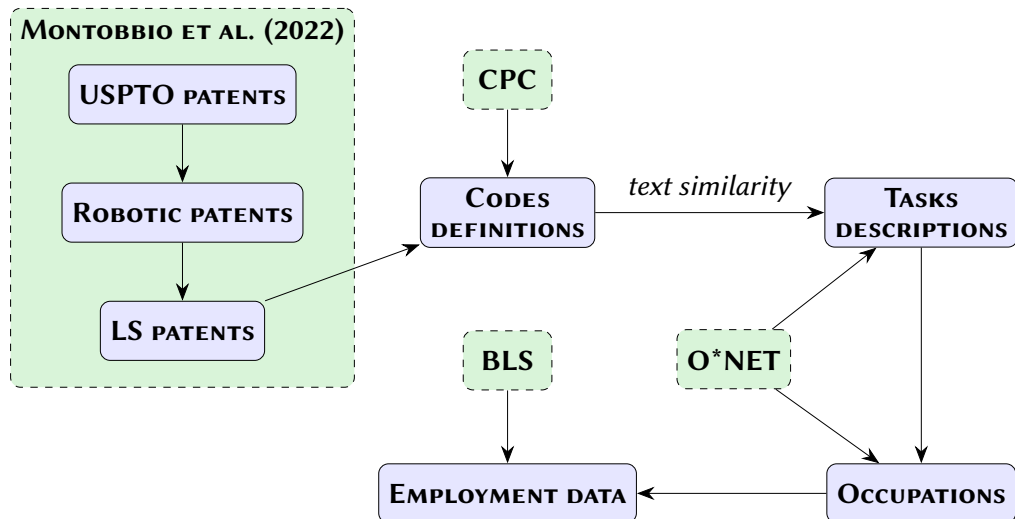 Montobbio et al. (2022)
USPTO patents
Robotic patents
LS patents
CPC
Codes
definitions
text similarity
Tasks
descriptions
BLS
O*NET
Employment data
Occupations